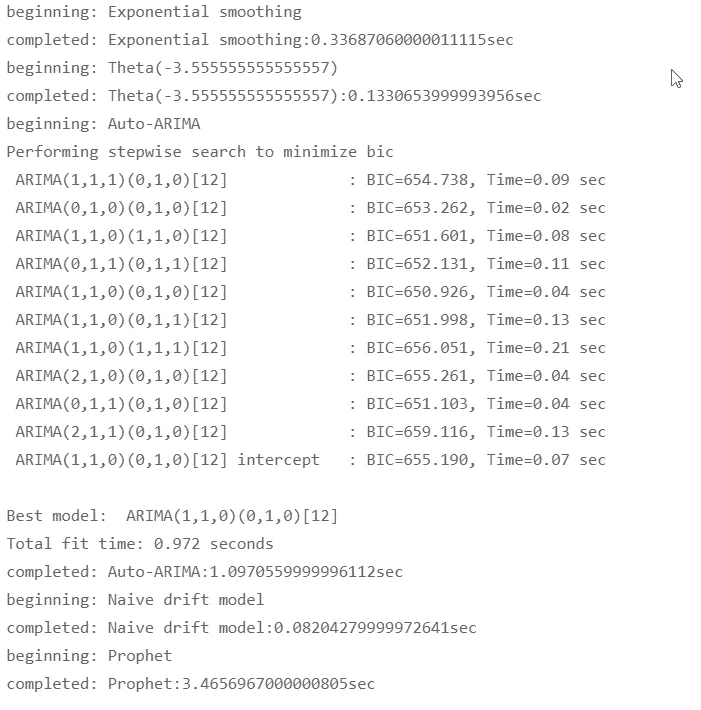 beginning: Exponential smoothing
completed: Exponential smoothing:0.33687060000011115sec
beginning: Theta(-3.555555555555557)
completed: Theta(-3.555555555555557):0.1330653999993956sec
beginning: Auto-ARIMA
Performing stepwise search to minimize bic
 ARIMA(1,1,1)(0,1,0)[12]             : BIC=654.738, Time=0.09 sec
 ARIMA(0,1,0)(0,1,0)[12]             : BIC=653.262, Time=0.02 sec
 ARIMA(1,1,0)(1,1,0)[12]             : BIC=651.601, Time=0.08 sec
 ARIMA(0,1,1)(0,1,1)[12]             : BIC=652.131, Time=0.11 sec
 ARIMA(1,1,0)(0,1,0)[12]             : BIC=650.926, Time=0.04 sec
 ARIMA(1,1,0)(0,1,1)[12]             : BIC=651.998, Time=0.13 sec
 ARIMA(1,1,0)(1,1,1)[12]             : BIC=656.051, Time=0.21 sec
 ARIMA(2,1,0)(0,1,0)[12]             : BIC=655.261, Time=0.04 sec
 ARIMA(0,1,1)(0,1,0)[12]             : BIC=651.103, Time=0.04 sec
 ARIMA(2,1,1)(0,1,0)[12]             : BIC=659.116, Time=0.13 sec
 ARIMA(1,1,0)(0,1,0)[12] intercept   : BIC=655.190, Time=0.07 sec
Best model:  ARIMA(1,1,0)(0,1,0)[12]
Total fit time: 0.972 seconds
completed: Auto-ARIMA:1.0970559999996112sec
beginning: Naive drift model
completed: Naive drift model:0.08204279999972641sec
beginning: Prophet
completed: Prophet:3.4656967000000805sec